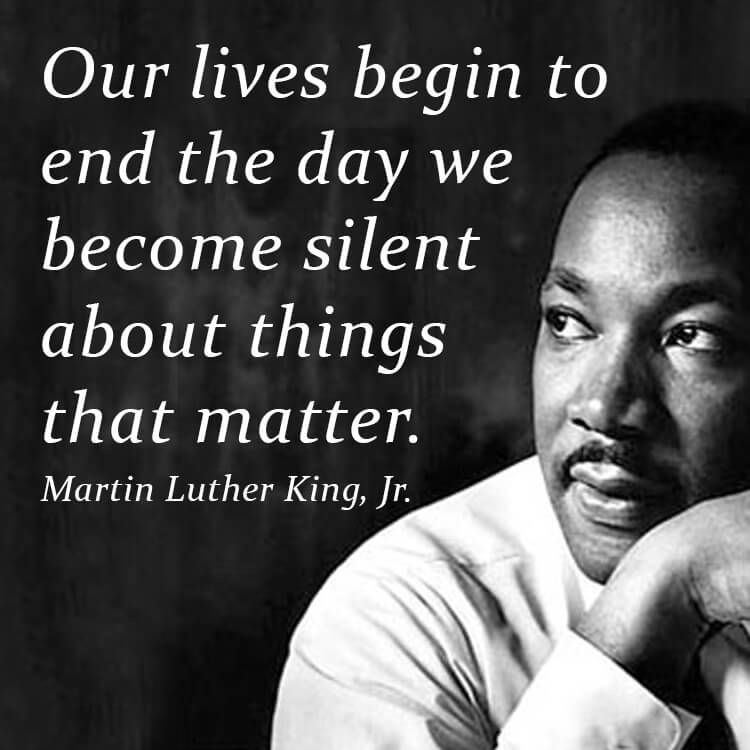 Our lives begin to
end the day we
become silent
about things
that matter.
Martin Luther King, Jr.